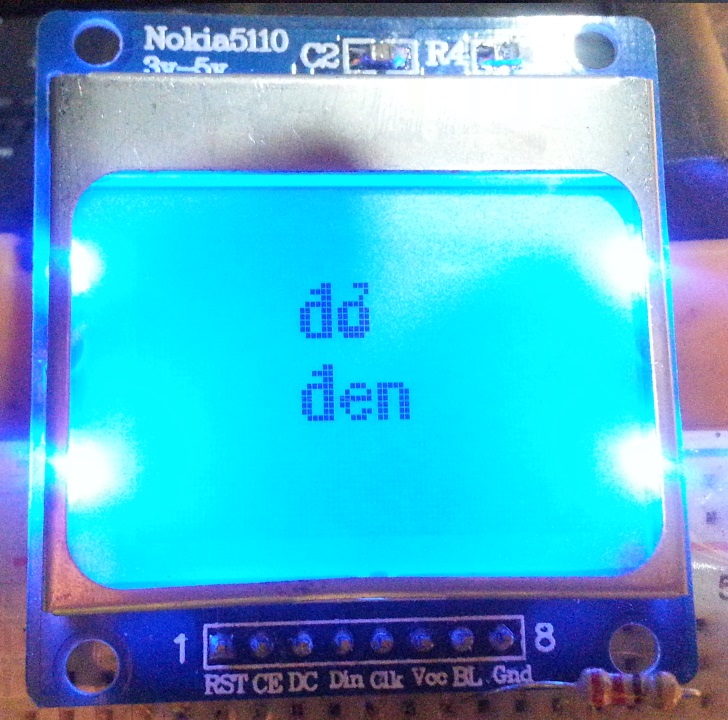 Nokia5110
3v-5v
C2 R4
đỏ
đen
1 8
RST CE DC Din Clk Vcc BL Gnd